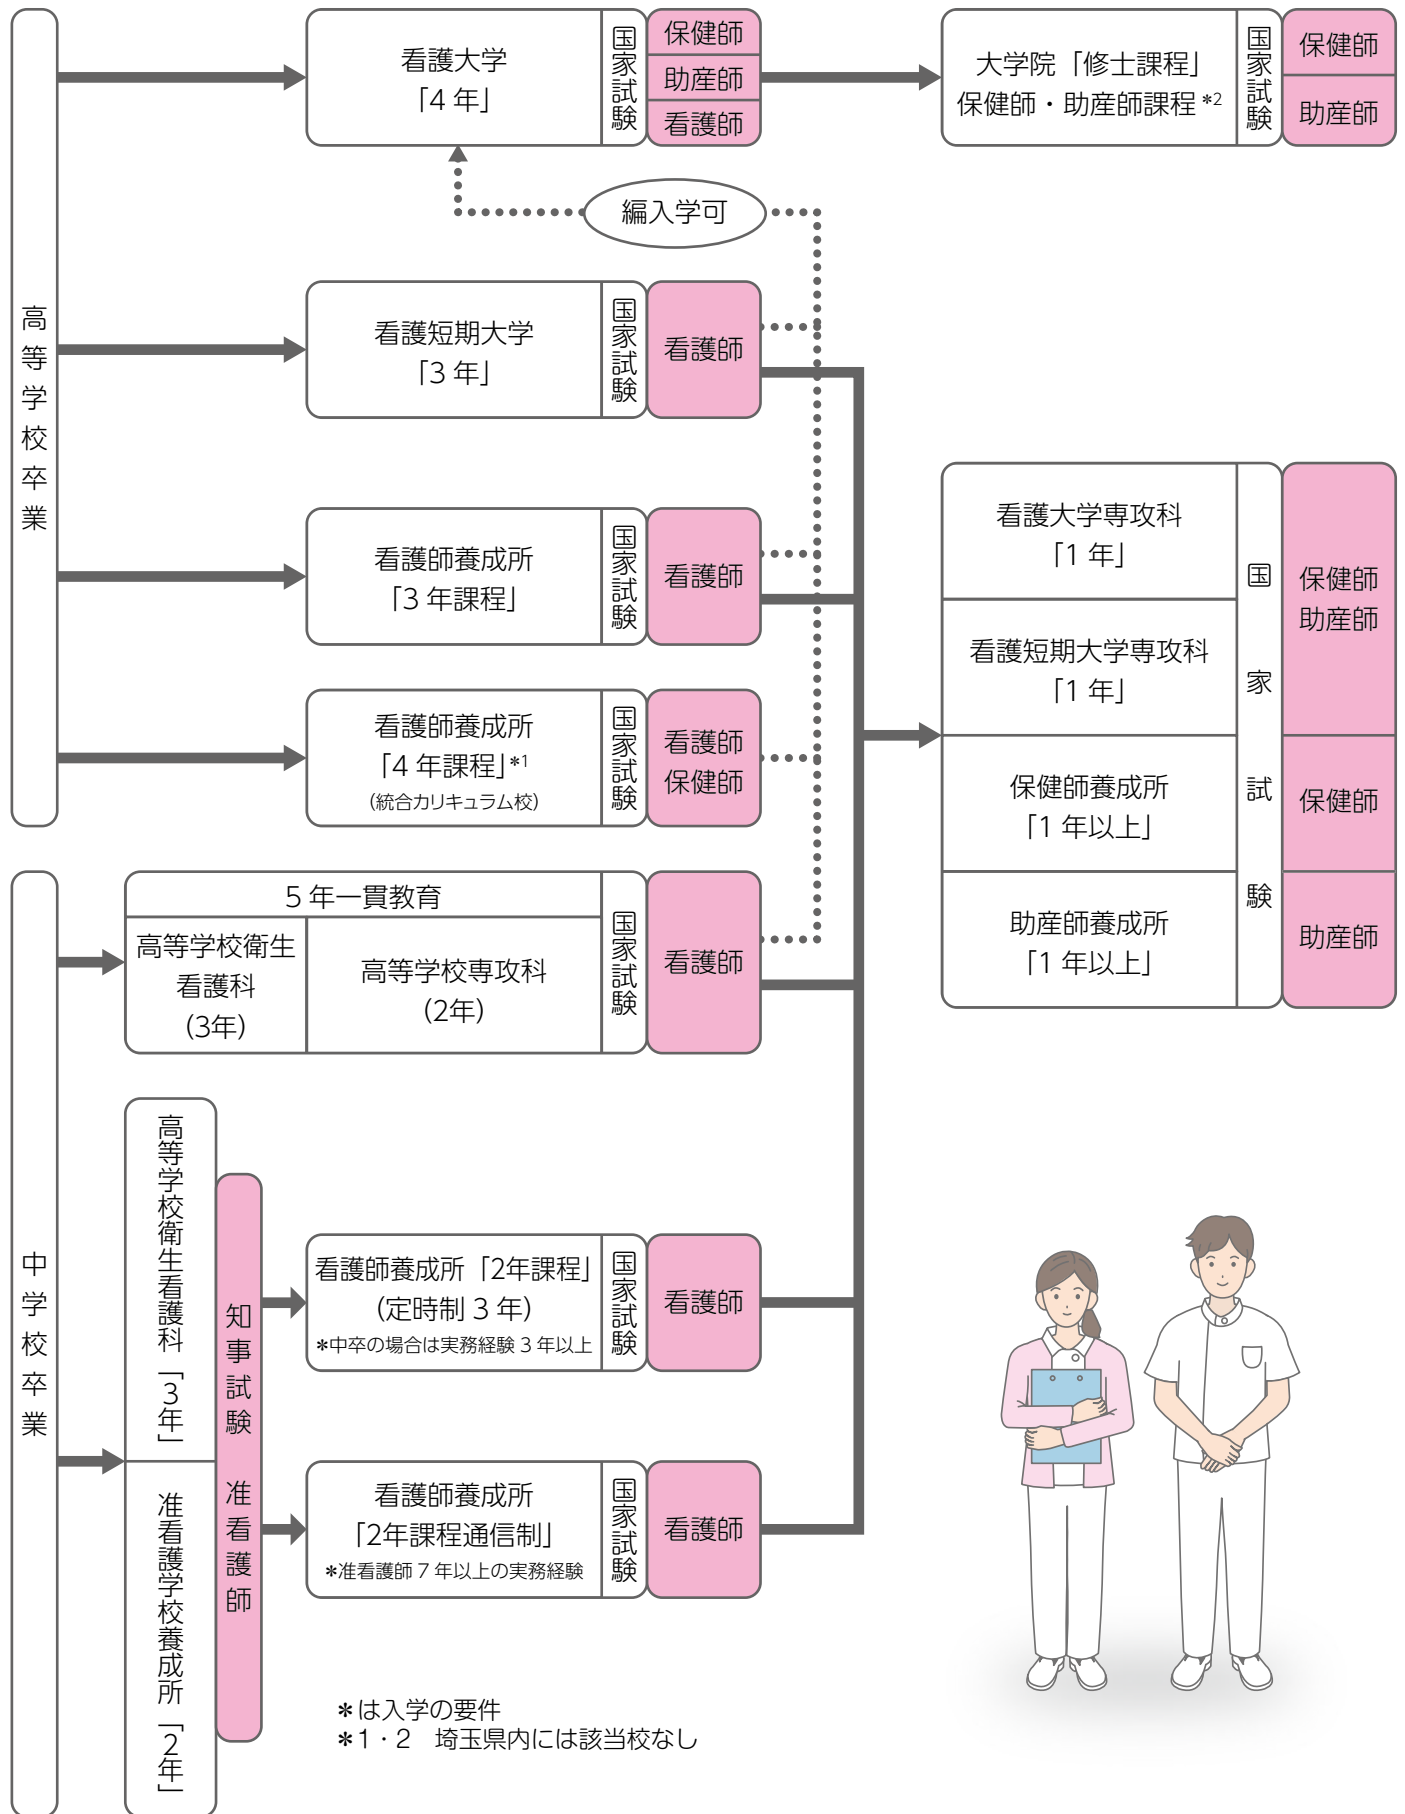 高等学校卒業
看護大学
「4 年」
国家試験
保健師
助産師
看護師
大学院「修士課程」
保健師・助産師課程 *2
国家試験
保健師
助産師
編入学可
看護短期大学
「3 年」
国家試験
看護師
看護師養成所
「3 年課程」
国家試験
看護師
看護師養成所
「4 年課程」*1
(統合カリキュラム校)
国家試験
看護師
保健師
看護大学専攻科
「1 年」
看護短期大学専攻科
「1 年」
保健師養成所
「1 年以上」
助産師養成所
「1 年以上」
国家試験
保健師
助産師
保健師
助産師
中学校卒業
5 年一貫教育
高等学校衛生
看護科
(3年)
高等学校専攻科
(2年)
国家試験
看護師
高等学校衛生看護科「3年」
准看護学校養成所「2年」
知事試験 准看護師
看護師養成所「2年課程」
(定時制 3 年)
*中卒の場合は実務経験 3 年以上
国家試験
看護師
看護師養成所
「2年課程通信制」
*准看護師 7 年以上の実務経験
国家試験
看護師
*は入学の要件
*1・2 埼玉県内には該当校なし